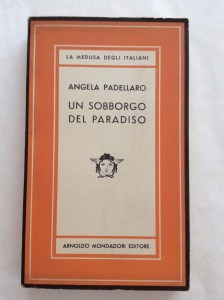 LA MEDUSA DEGLI ITALIANI
ANGELA PADELLARO
UN SOBBORGO
DEL PARADISO
ARNOLDO MONDADORI EDITORE